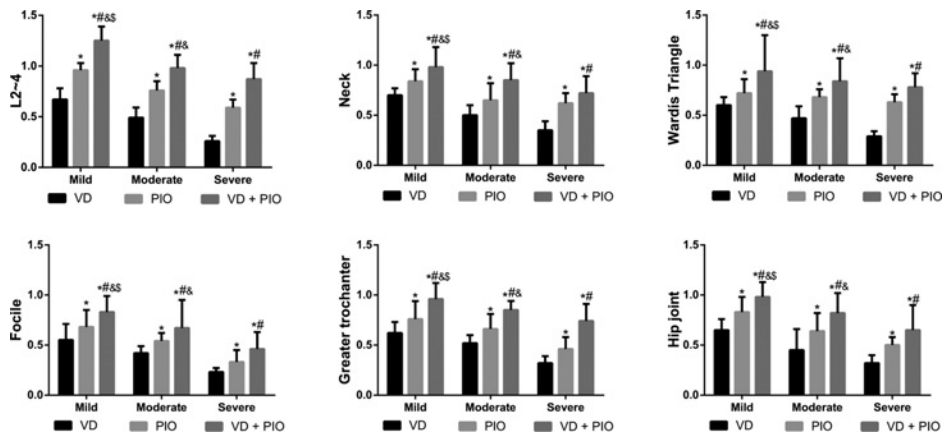 L2~4
1.5
1.0
0.5
0.0
* *#&$
* *#&
* *#
Mild Moderate Severe
VD PIO VD + PIO
Neck
1.5
1.0
0.5
0.0
* *#&$
* *#&
* *#
Mild Moderate Severe
VD PIO VD + PIO
Wardis Triangle
1.5
1.0
0.5
0.0
* *#&$
* *#&
* *#
Mild Moderate Severe
VD PIO VD + PIO
Focile
1.5
1.0
0.5
0.0
* *#&$
* *#&
* *#
Mild Moderate Severe
VD PIO VD + PIO
Greater trochanter
1.5
1.0
0.5
0.0
* *#&$
* *#&
* *#
Mild Moderate Severe
VD PIO VD + PIO
Hip joint
1.5
1.0
0.5
0.0
* *#&$
* *#&
* *#
Mild Moderate Severe
VD PIO VD + PIO